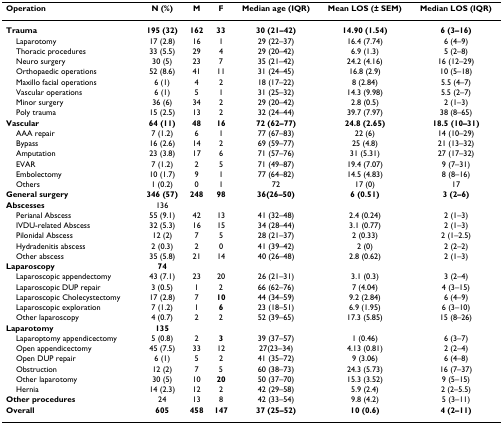 Operation N (%) M F Median age (IQR) Mean LOS (± SEM) Median LOS (IQR)
Trauma 195 (32) 162 33 30 (21–42) 14.90 (1.54) 6 (3–16)
Laparotomy 17 (2.8) 16 1 29 (22–37) 16.4 (7.74) 6 (4–9)
Thoracic procedures 33 (5.5) 29 4 29 (20–42) 6.9 (1.3) 5 (2–8)
Neuro surgery 30 (5) 23 7 35 (21–42) 24.2 (4.16) 16 (12–29)
Orthopaedic operations 52 (8.6) 41 11 31 (24–45) 16.8 (2.9) 10 (5–18)
Maxillo facial operations 6 (1) 4 2 18 (17–22) 8 (2.84) 5.5 (4–7)
Vascular operations 6 (1) 5 1 31 (25–32) 14.3 (9.98) 5.5 (2–7)
Minor surgery 36 (6) 34 2 29 (20–42) 2.8 (0.5) 2 (1–3)
Poly trauma 15 (2.5) 13 2 32 (24–44) 39.7 (7.97) 38 (8–65)
Vascular 64 (11) 48 16 72 (62–77) 24.8 (2.65) 18.5 (10–31)
AAA repair 7 (1.2) 6 1 77 (67–83) 22 (6) 14 (10–29)
Bypass 16 (2.6) 14 2 69 (59–77) 25 (4.8) 21 (13–32)
Amputation 23 (3.8) 17 6 71 (57–76) 31 (5.31) 27 (17–32)
EVAR 7 (1.2) 2 5 71 (49–87) 19.4 (7.07) 9 (7–31)
Embolectomy 10 (1.7) 9 1 77 (64–82) 14.5 (4.83) 8 (8–16)
Others 1 (0.2) 0 1 72 17 (0) 17
General surgery 346 (57) 248 98 36(26–50) 6 (0.51) 3 (2–6)
Abscesses 136
Perianal Abscess 55 (9.1) 42 13 41 (32–48) 2.4 (0.24) 2 (1–3)
IVDU-related Abscess 32 (5.3) 16 15 34 (28–44) 3.1 (0.77) 2 (1–3)
Pilonidal Abscess 12 (2) 7 5 28 (21–37) 2 (0.33) 2 (1–2.5)
Hydradenitis abscess 2 (0.3) 2 0 41 (39–42) 2 (0) 2 (2–2)
Other abscess 35 (5.8) 21 14 40 (26–48) 2.8 (0.62) 2 (1–3)
Laparoscopy 74
Laparoscopic appendectomy 43 (7.1) 23 20 26 (21–31) 3.1 (0.3) 3 (2–4)
Laparoscopic DUP repair 3 (0.5) 1 2 66 (62–76) 7 (4.04) 4 (3–15)
Laparoscopic Cholecystectomy 17 (2.8) 7 10 44 (34–59) 9.2 (2.84) 6 (4–9)
Laparoscopic exploration 7 (1.2) 1 6 23 (18–51) 6.9 (1.95) 6 (3–10)
Other laparoscopy 4 (0.7) 2 2 52 (39–65) 17.3 (5.85) 15 (8–26)
Laparotomy 135
Laparoptomy appendicectomy 5 (0.8) 2 3 39 (37–57) 1 (0.46) 6 (3–7)
Open appendicectomy 45 (7.5) 33 12 27(23–34) 4.13 (0.81) 2 (2–4)
Open DUP repair 6 (1) 5 2 41 (35–72) 9 (3.06) 6 (4–8)
Obstruction 12 (2) 7 5 60 (38–73) 24.3 (5.73) 16 (7–37)
Other laparotomy 30 (5) 10 20 50 (37–70) 15.3 (3.52) 9 (5–15)
Hernia 14 (2.3) 12 2 42 (29–58) 5.9 (2.4) 2 (2–5.5)
Other procedures 24 13 8 42 (33–54) 9.8 (4.2) 5 (3–11)
Overall 605 458 147 37 (25–52) 10 (0.6) 4 (2–11)